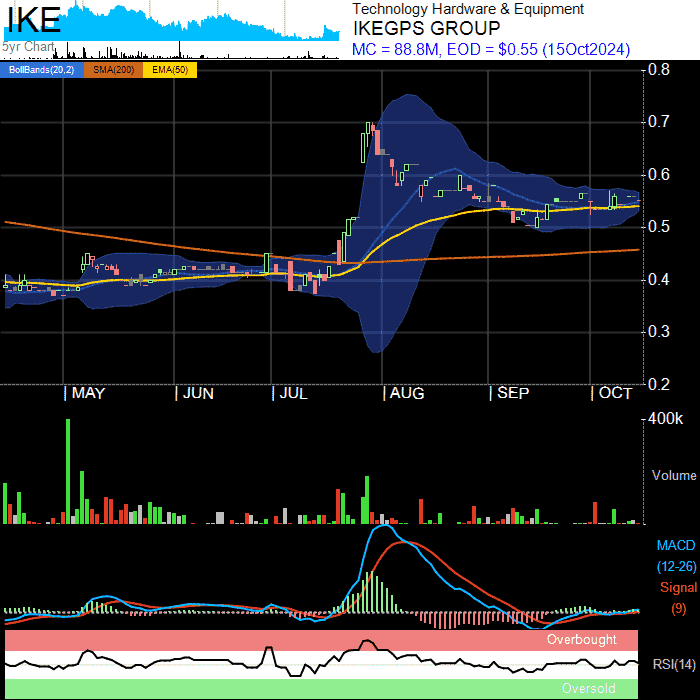 IKE
5yr Chart
Technology Hardware & Equipment
IKEGPS GROUP
MC = 88.8M, EOD = $0.55 (15Oct2024)
BollBands(20,2) SMA(200) EMA(50)
0.8
0.7
0.6
0.5
0.4
0.3
0.2
| MAY | JUN | JUL | AUG | SEP | OCT
400k
Volume
MACD
(12-26)
Signal
(9)
Overbought
RSI(14)
Oversold